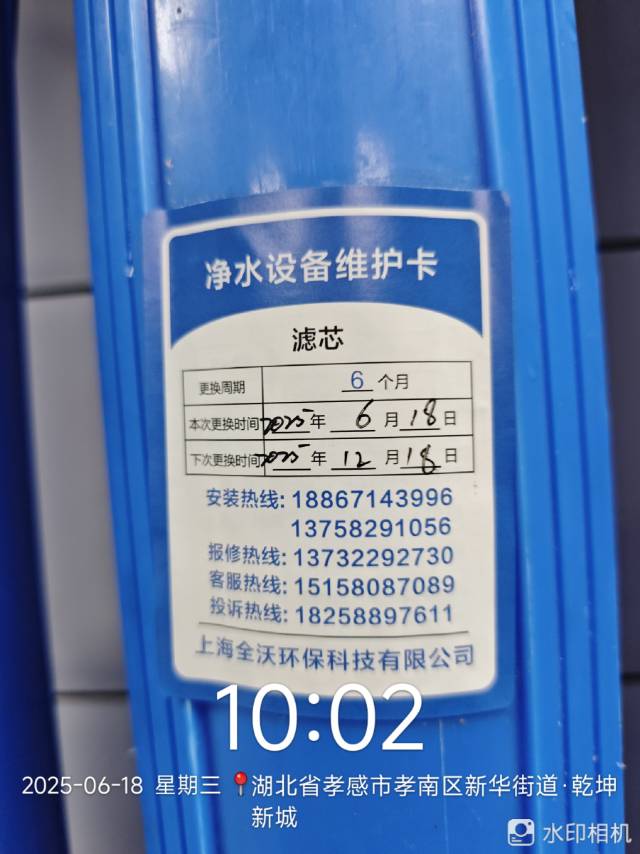 净水设备维护卡
滤芯
更换周期 6 个月
本次更换时间 2025 年 6 月 18 日
下次更换时间 2025 年 12 月 18 日
安装热线: 18867143996
13758291056
报修热线: 13732292730
客服热线: 15158087089
投诉热线: 18258897611
上海全沃环保科技有限公司
10:02
2025-06-18 星期三 📍湖北省孝感市孝南区新华街道·乾坤
新城
水印相机